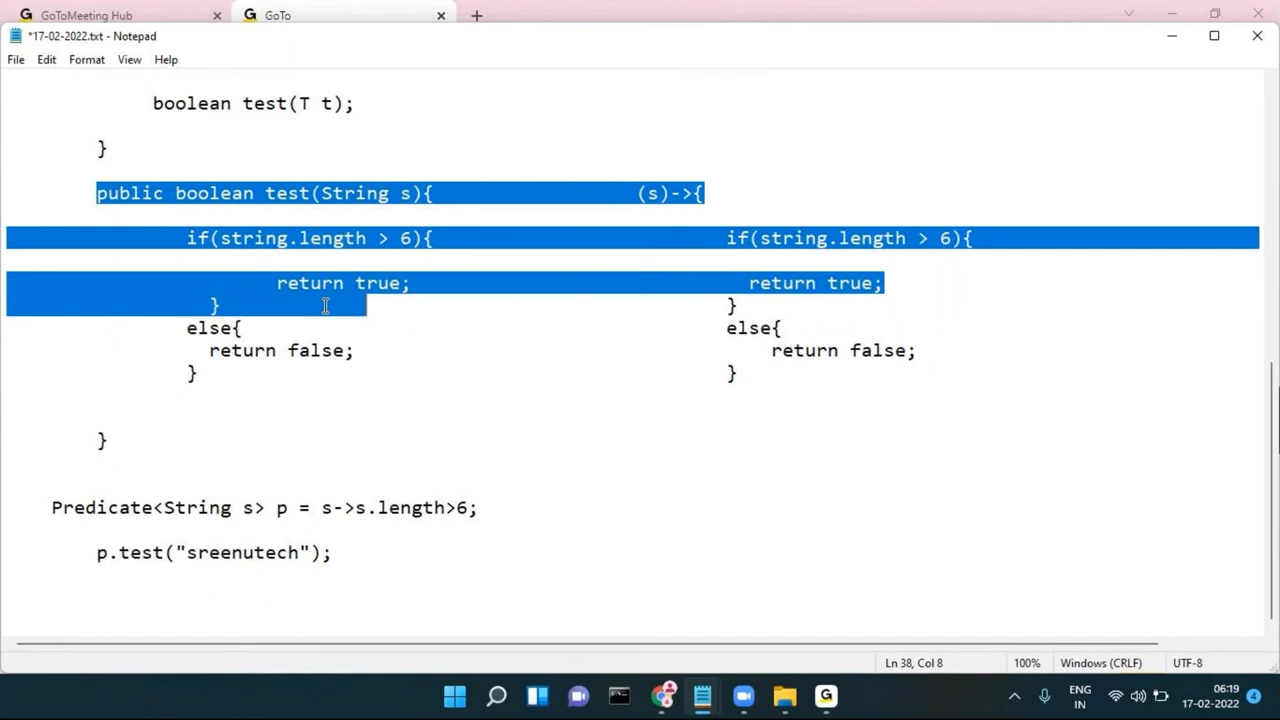 GoToMeeting Hub
GoTo
*17-02-2022.txt - Notepad
File Edit Format View Help
boolean test(T t);
}
public boolean test(String s){ (s)->{
if(string.length > 6){ if(string.length > 6){
return true; return true;
} }
else{ else{
return false; return false;
} }
}
Predicate<String s> p = s->s.length>6;
p.test("sreenutech");
Ln 38, Col 8 100% Windows (CRLF) UTF-8
ENG
IN
06:19
17-02-2022
4